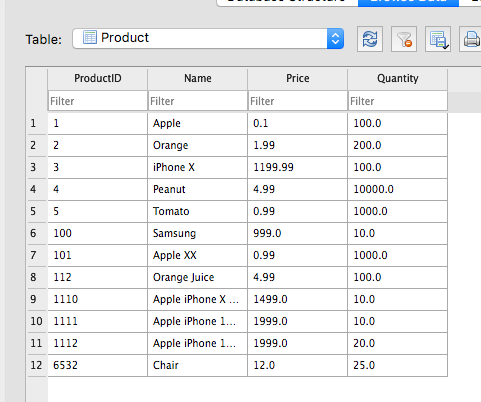 Table: Product
ProductID Name Price Quantity
Filter Filter Filter Filter
1 1 Apple 0.1 100.0
2 2 Orange 1.99 200.0
3 3 iPhone X 1199.99 100.0
4 4 Peanut 4.99 10000.0
5 5 Tomato 0.99 1000.0
6 100 Samsung 999.0 10.0
7 101 Apple XX 0.99 1000.0
8 112 Orange Juice 4.99 100.0
9 1110 Apple iPhone X ... 1499.0 10.0
10 1111 Apple iPhone 1... 1999.0 10.0
11 1112 Apple iPhone 1... 1999.0 20.0
12 6532 Chair 12.0 25.0